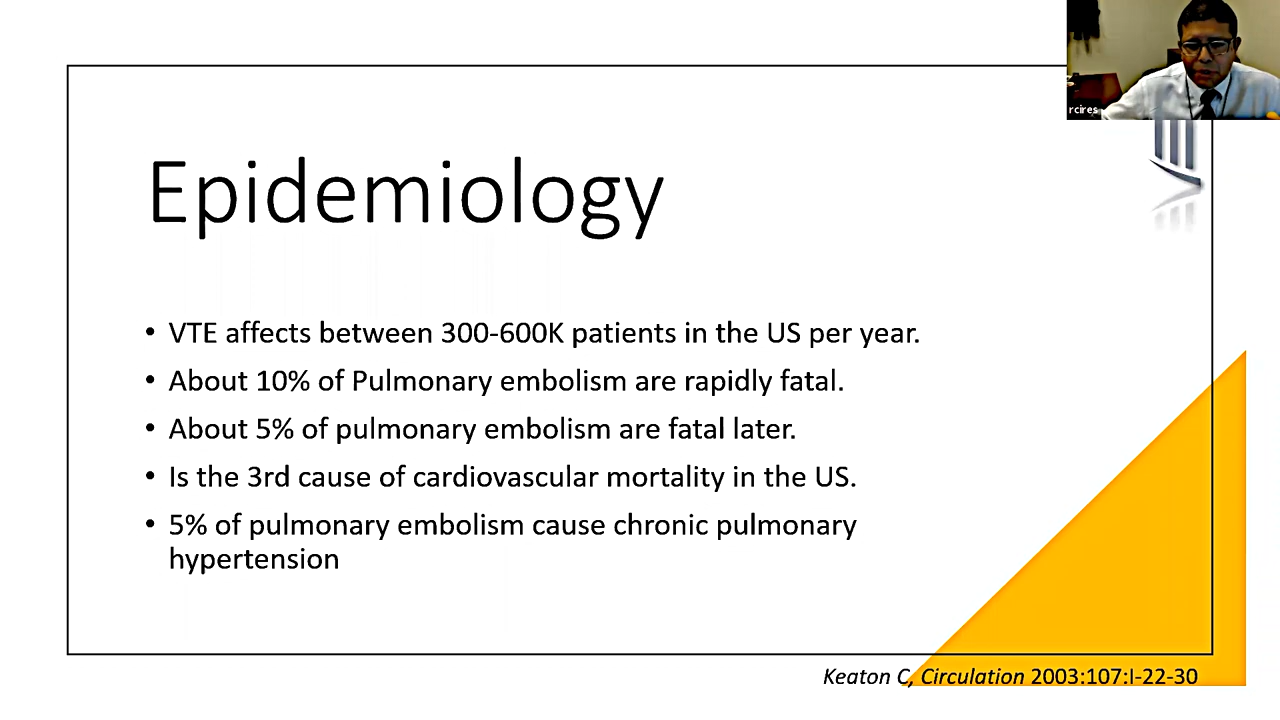 rcires
Epidemiology
• VTE affects between 300-600K patients in the US per year.
• About 10% of Pulmonary embolism are rapidly fatal.
• About 5% of pulmonary embolism are fatal later.
• Is the 3rd cause of cardiovascular mortality in the US.
• 5% of pulmonary embolism cause chronic pulmonary
hypertension
Keaton C, Circulation 2003:107:I-22-30